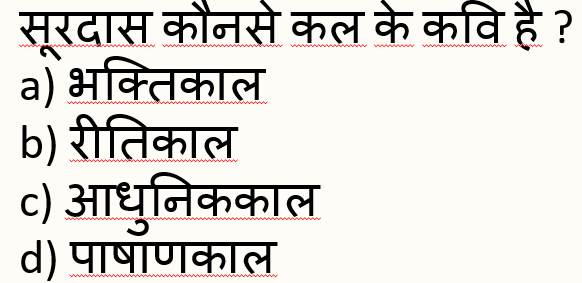 सूरदास कौनसे कल के कवि है ?
a) भक्तिकाल
b) रीतिकाल
c) आधुनिककाल
d) पाषाणकाल